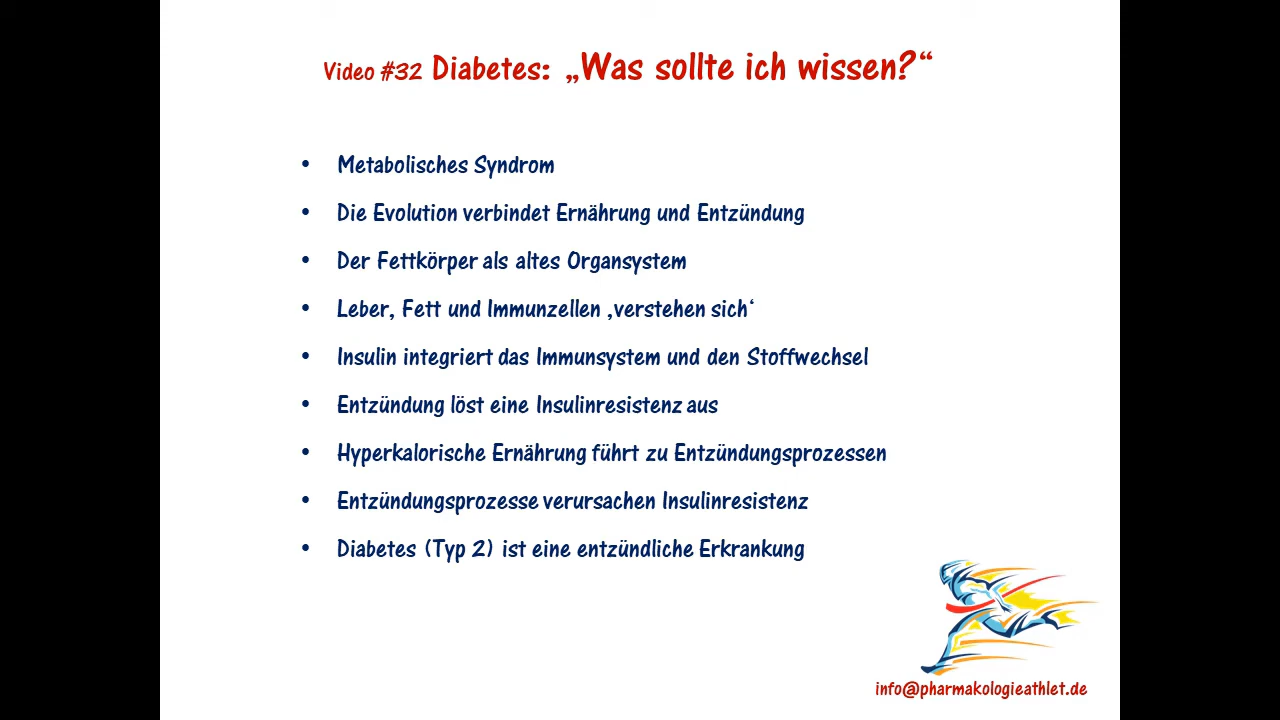 Video #32 Diabetes: „Was sollte ich wissen?“
• Metabolisches Syndrom
• Die Evolution verbindet Ernährung und Entzündung
• Der Fettkörper als altes Organsystem
• Leber, Fett und Immunzellen ‚verstehen sich‘
• Insulin integriert das Immunsystem und den Stoffwechsel
• Entzündung löst eine Insulinresistenz aus
• Hyperkalorische Ernährung führt zu Entzündungsprozessen
• Entzündungsprozesse verursachen Insulinresistenz
• Diabetes (Typ 2) ist eine entzündliche Erkrankung
info@pharmakologieathlet.de